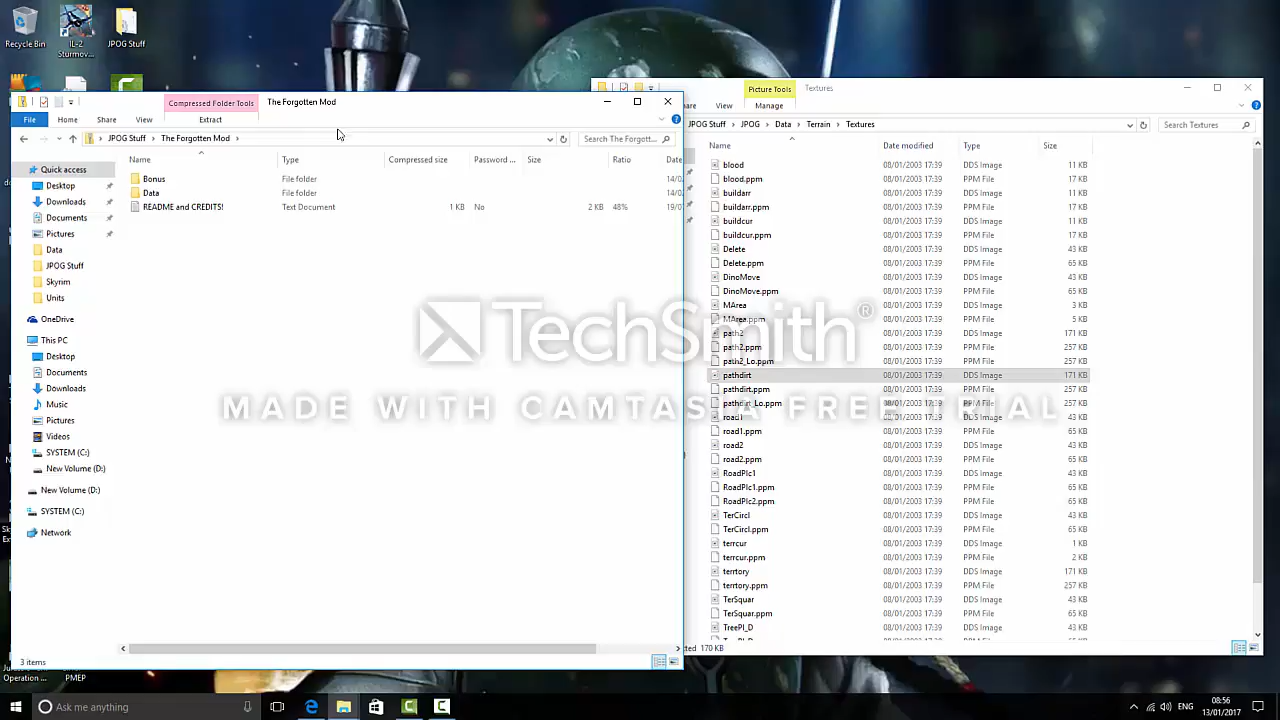 Recycle Bin
IL-2 Sturmov...
JPOG Stuff
Compressed Folder Tools
The Forgotten Mod
File
Home
Share
View
Extract
JPOG Stuff > The Forgotten Mod >
Search The Forgott...
Name
Type
Compressed size
Password ...
Size
Ratio
Date
Quick access
Desktop
Downloads
Documents
Pictures
Data
JPOG Stuff
Skyrim
Units
OneDrive
This PC
Desktop
Documents
Downloads
Music
Pictures
Videos
SYSTEM (C:)
New Volume (D:)
New Volume (D:)
SYSTEM (C:)
Network
Bonus File folder 14/0
Data File folder 14/0
README and CREDITS! Text Document 1 KB No 2 KB 48% 19/0
3 items
Picture Tools
Textures
are
View
Manage
JPOG Stuff > JPOG > Data > Terrain > Textures
Search Textures
Name Date modified Type Size
blood 08/01/2003 17:39 DDS Image 11 KB
blood.ppm 08/01/2003 17:39 PPM File 17 KB
buildarr 08/01/2003 17:39 DDS Image 11 KB
buildarr.ppm 08/01/2003 17:39 PPM File 17 KB
buildcur 08/01/2003 17:39 DDS Image 11 KB
buildcur.ppm 08/01/2003 17:39 PPM File 17 KB
Delete 08/01/2003 17:39 DDS Image 43 KB
Delete.ppm 08/01/2003 17:39 PPM File 65 KB
DinoMove 08/01/2003 17:39 DDS Image 43 KB
DinoMove.ppm 08/01/2003 17:39 PPM File 65 KB
MArea 08/01/2003 17:39 DDS Image 3 KB
MArea.ppm 08/01/2003 17:39 PPM File 5 KB
path2 08/01/2003 17:39 DDS Image 171 KB
path2.ppm 08/01/2003 17:39 PPM File 257 KB
path2_Lo.ppm 08/01/2003 17:39 PPM File 257 KB
pathdirt 08/01/2003 17:39 DDS Image 171 KB
pathdirt.ppm 08/01/2003 17:39 PPM File 257 KB
pathdirt_Lo.ppm 08/01/2003 17:39 PPM File 257 KB
road1 08/01/2003 17:39 DDS Image 43 KB
road1.ppm 08/01/2003 17:39 PPM File 65 KB
road2 08/01/2003 17:39 DDS Image 43 KB
road2.ppm 08/01/2003 17:39 PPM File 65 KB
RoadPlc1 08/01/2003 17:39 DDS Image 43 KB
RoadPlc1.ppm 08/01/2003 17:39 PPM File 65 KB
RoadPlc2.ppm 08/01/2003 17:39 PPM File 65 KB
TerCircl 08/01/2003 17:39 DDS Image 43 KB
TerCircl.ppm 08/01/2003 17:39 PPM File 65 KB
terrcur 08/01/2003 17:39 DDS Image 1 KB
terrcur.ppm 08/01/2003 17:39 PPM File 2 KB
terrtory 08/01/2003 17:39 DDS Image 171 KB
terrtory.ppm 08/01/2003 17:39 PPM File 257 KB
TerSquar 08/01/2003 17:39 DDS Image 43 KB
TerSquar.ppm 08/01/2003 17:39 PPM File 65 KB
TreePl_D 08/01/2003 17:39 DDS Image 43 KB
cted 170 KB
TechSmith®
MADE WITH CAMTASIA FREE TRIAL
Operation ...
PMEP
Ask me anything
ENG
08:56
13/01/2017